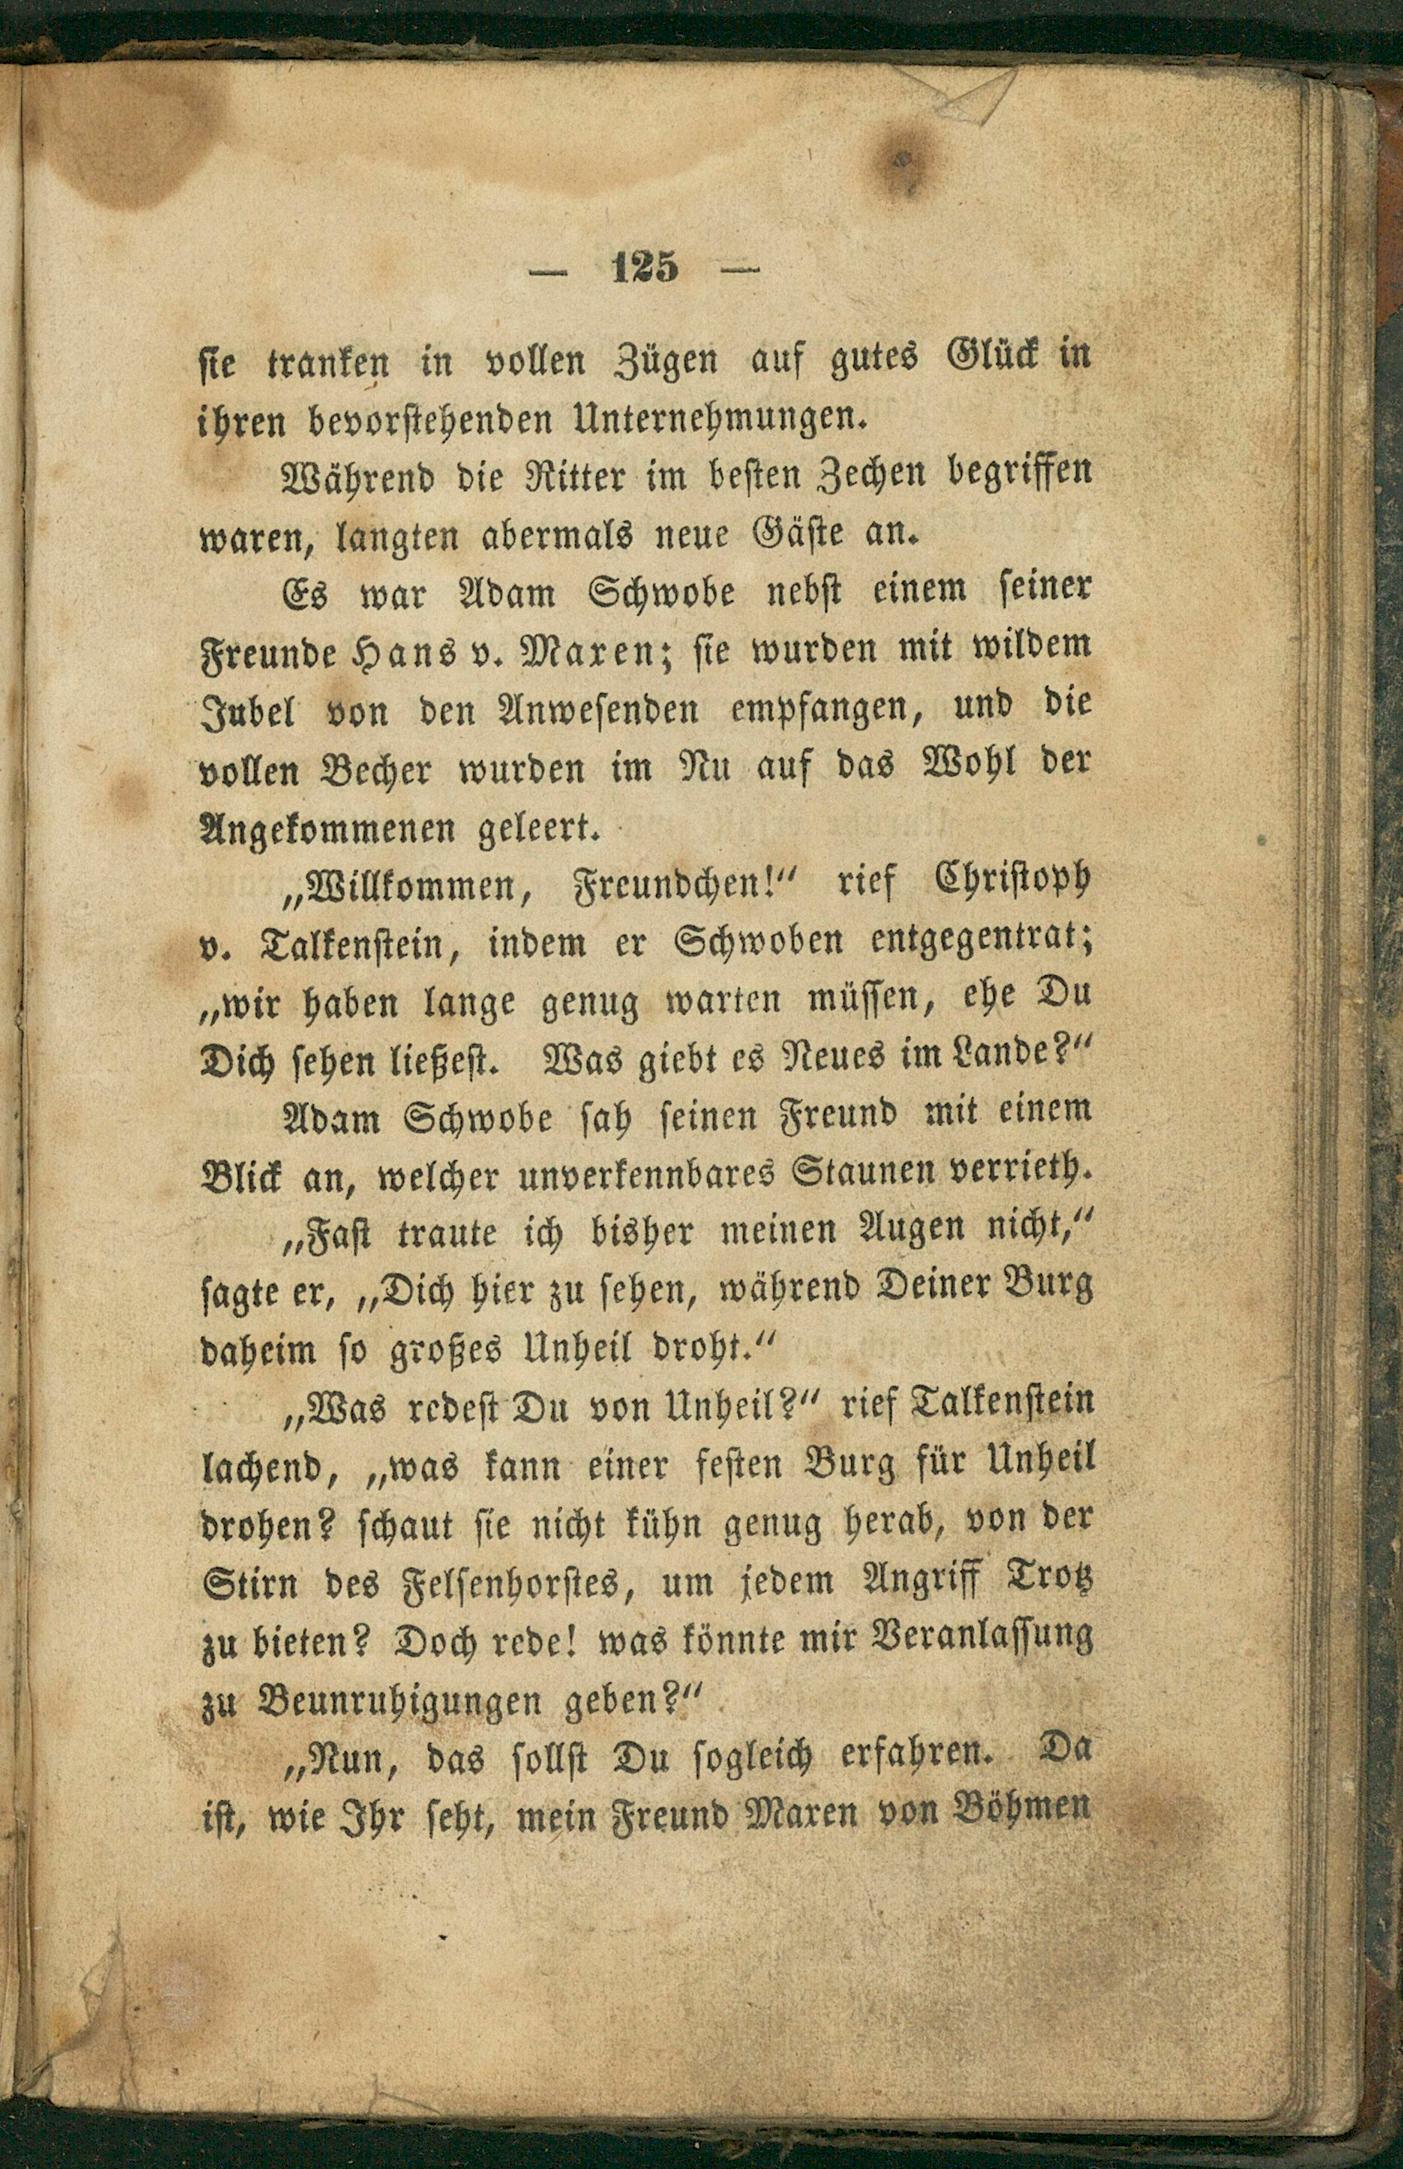 — 125 —
sie tranken in vollen Zügen auf gutes Glück in
ihren bevorstehenden Unternehmungen.
Während die Ritter im besten Zechen begriffen
waren, langten abermals neue Gäste an.
Es war Adam Schwobe nebst einem seiner
Freunde Hans v. Maxen; sie wurden mit wildem
Jubel von den Anwesenden empfangen, und die
vollen Becher wurden im Nu auf das Wohl der
Angekommenen geleert.
„Willkommen, Freundchen!“ rief Christoph
v. Talkenstein, indem er Schwoben entgegentrat;
„wir haben lange genug warten müssen, ehe Du
Dich sehen ließest. Was giebt es Neues im Lande?“
Adam Schwobe sah seinen Freund mit einem
Blick an, welcher unverkennbares Staunen verrieth.
„Fast traute ich bisher meinen Augen nicht,“
sagte er, „Dich hier zu sehen, während Deiner Burg
daheim so großes Unheil droht.“
„Was redest Du von Unheil?“ rief Talkenstein
lachend, „was kann einer festen Burg für Unheil
drohen? schaut sie nicht kühn genug herab, von der
Stirn des Felsenhorstes, um jedem Angriff Trotz
zu bieten? Doch rede! was könnte mir Veranlassung
zu Beunruhigungen geben?“
„Nun, das sollst Du sogleich erfahren. Da
ist, wie Ihr seht, mein Freund Maxen von Böhmen